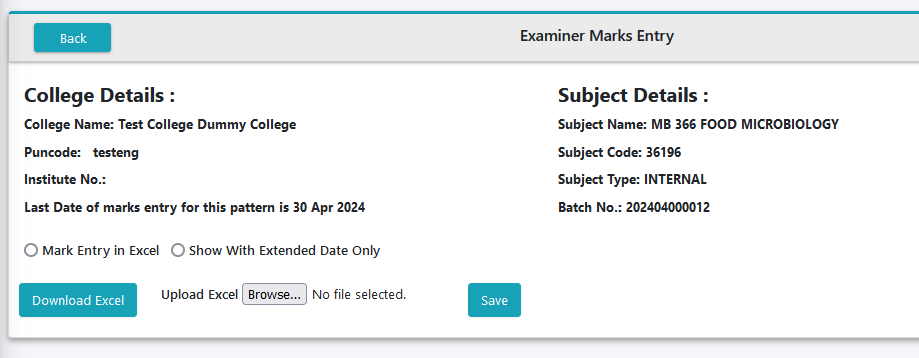 Back
Examiner Marks Entry
College Details :
College Name: Test College Dummy College
Puncode: testeng
Institute No.:
Last Date of marks entry for this pattern is 30 Apr 2024
Subject Details :
Subject Name: MB 366 FOOD MICROBIOLOGY
Subject Code: 36196
Subject Type: INTERNAL
Batch No.: 202404000012
Mark Entry in Excel Show With Extended Date Only
Download Excel Upload Excel Browse... No file selected. Save